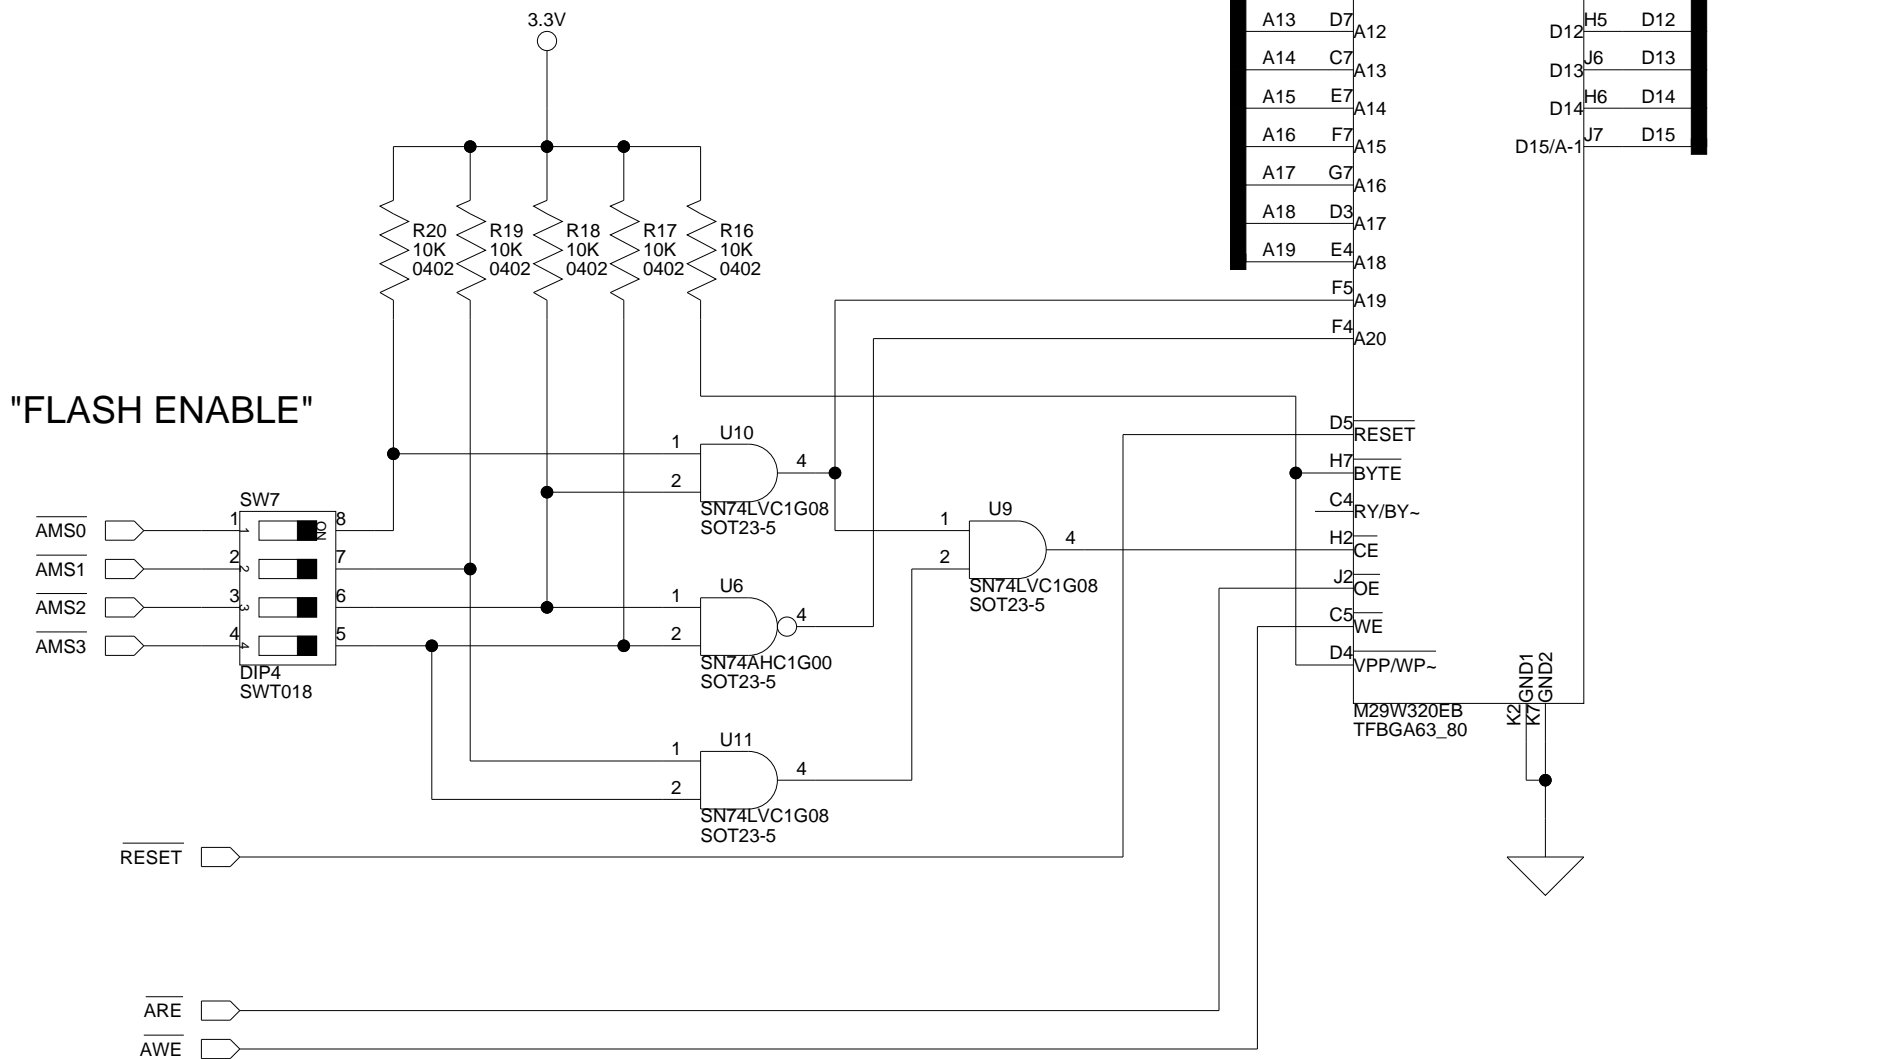 3.3V
A13 D7 A12
A14 C7 A13
A15 E7 A14
A16 F7 A15
A17 G7 A16
A18 D3 A17
A19 E4 A18
F5 A19
F4 A20
D12 H5 D12
D13 J6 D13
D14 H6 D14
D15/A-1 J7 D15
R20
10K
0402
R19
10K
0402
R18
10K
0402
R17
10K
0402
R16
10K
0402
"FLASH ENABLE"
D5 RESET
H7 BYTE
C4 RY/BY~
H2 CE
J2 OE
C5 WE
D4 VPP/WP~
K2 GND1
K7 GND2
M29W320EB
TFBGA63_80
U10
1
2
4
SN74LVC1G08
SOT23-5
U9
1
2
4
SN74LVC1G08
SOT23-5
SW7
AMS0 1 1 ON 8
AMS1 2 2 7
AMS2 3 3 6
AMS3 4 4 5
DIP4
SWT018
U6
1
2
4
SN74AHC1G00
SOT23-5
U11
1
2
4
SN74LVC1G08
SOT23-5
RESET
ARE
AWE